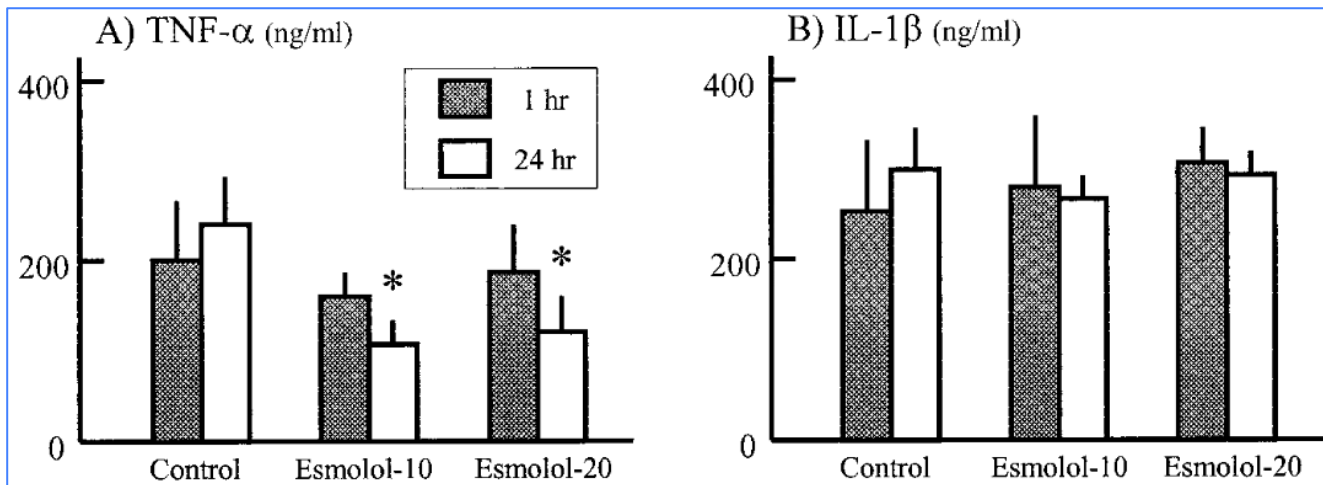 A) TNF-α (ng/ml)
400
200
0
1 hr
24 hr
*
*
Control Esmolol-10 Esmolol-20
B) IL-1β (ng/ml)
400
200
0
Control Esmolol-10 Esmolol-20